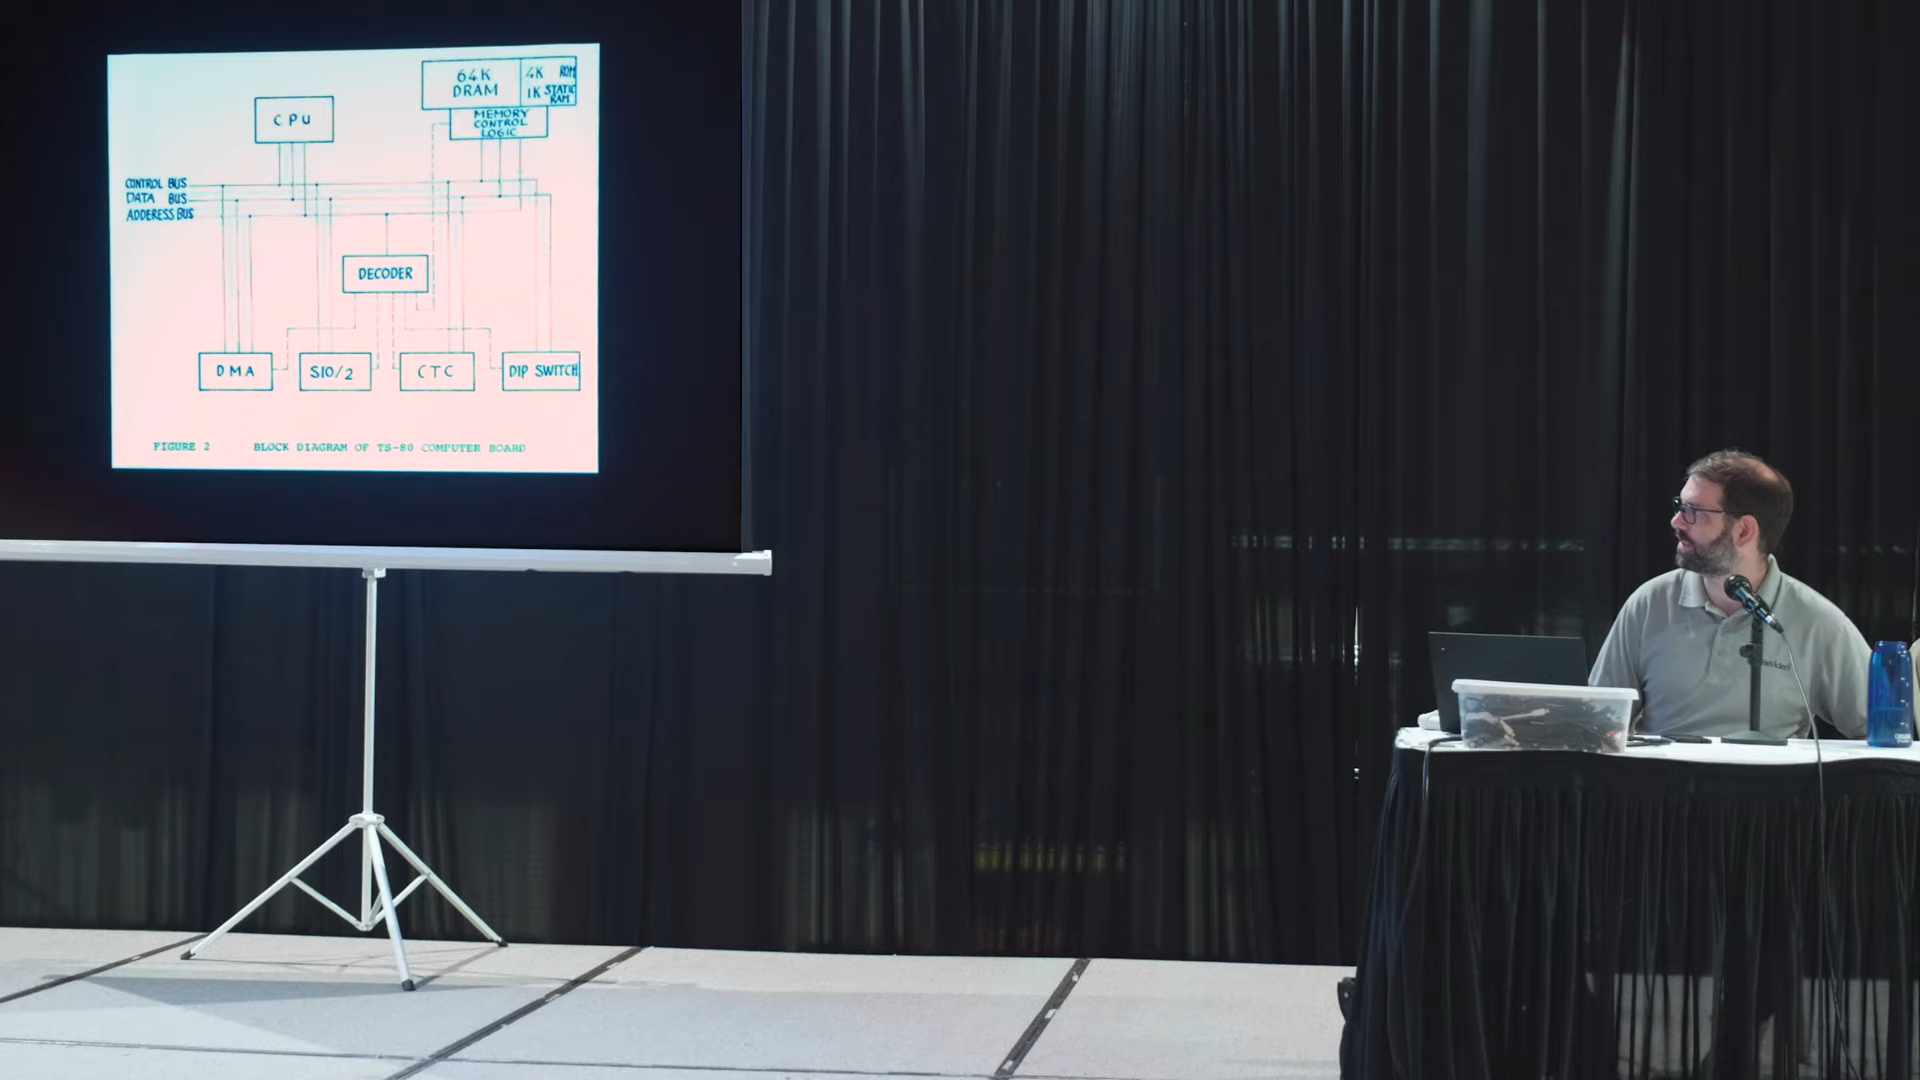 64K
DRAM
4K ROM
1K STATIC
RAM
CPU
MEMORY
CONTROL
LOGIC
CONTROL BUS
DATA BUS
ADDERESS BUS
DECODER
DMA
SIO/2
CTC
DIP SWITCH
FIGURE 2 BLOCK DIAGRAM OF TS-80 COMPUTER BOARD